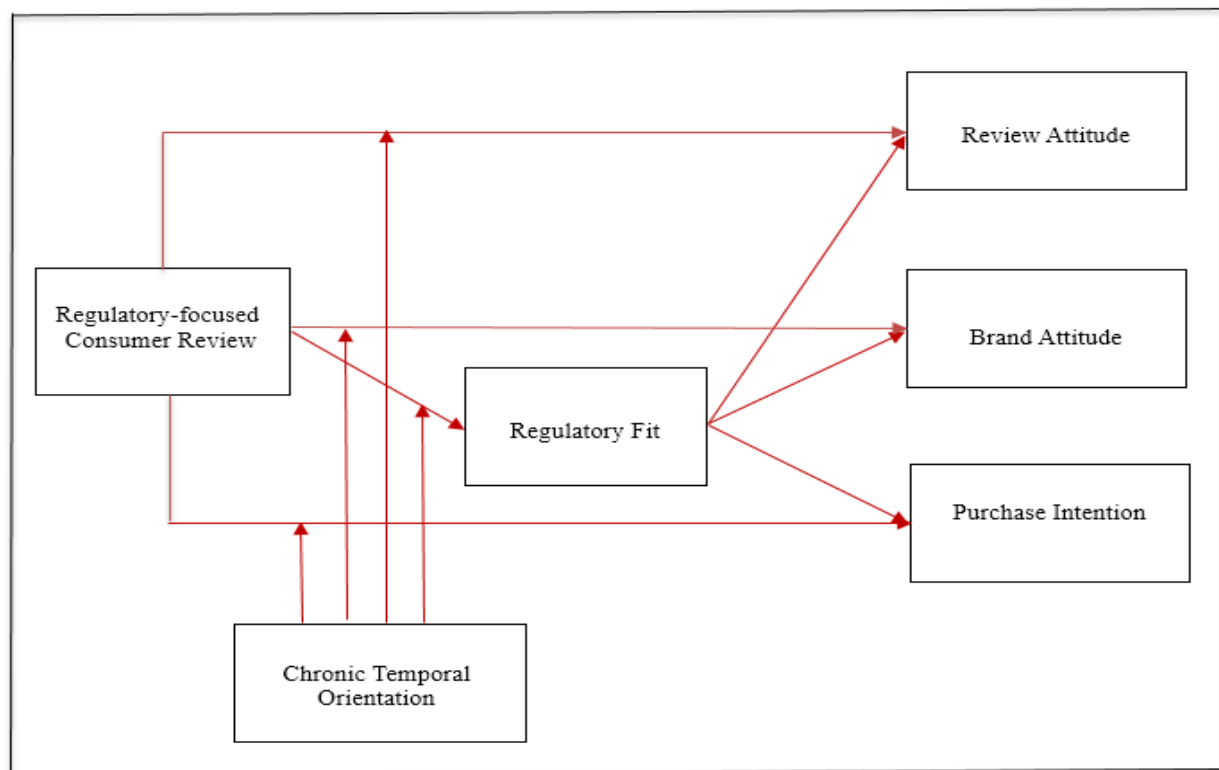 Review Attitude
Regulatory-focused
Consumer Review
Brand Attitude
Regulatory Fit
Purchase Intention
Chronic Temporal
Orientation